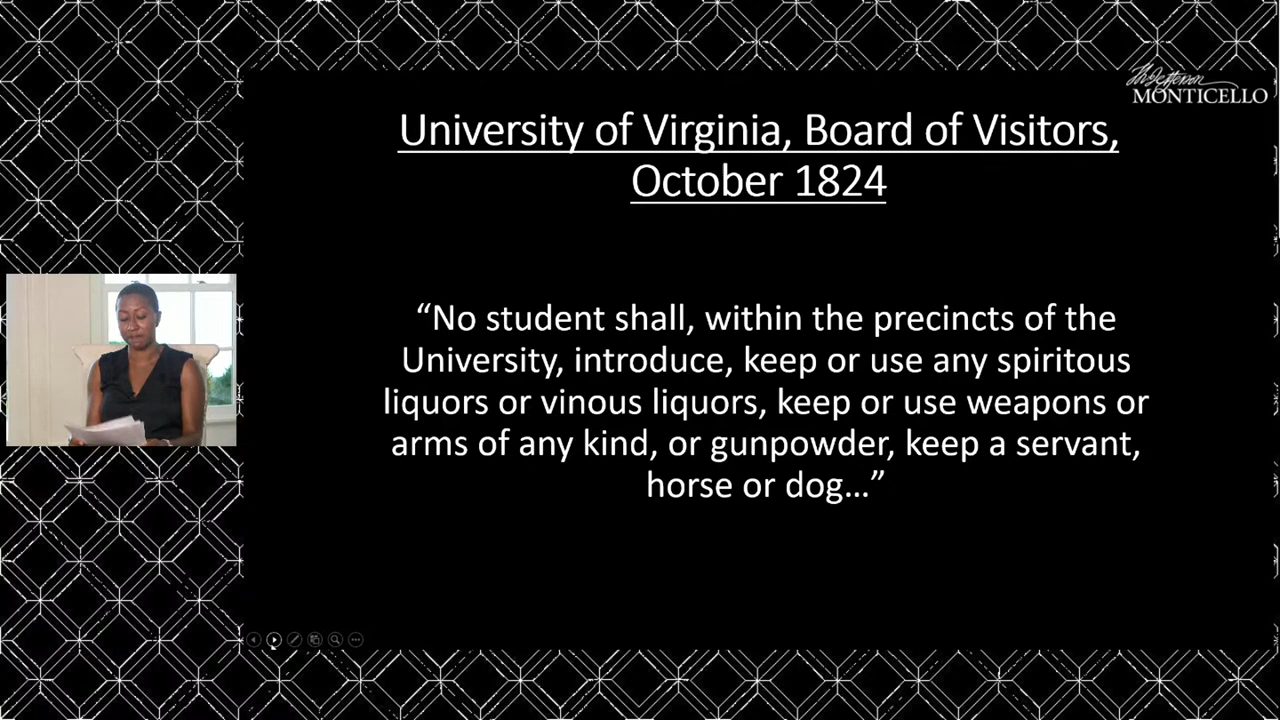 Th. Jefferson
MONTICELLO
University of Virginia, Board of Visitors,
October 1824
“No student shall, within the precincts of the
University, introduce, keep or use any spiritous
liquors or vinous liquors, keep or use weapons or
arms of any kind, or gunpowder, keep a servant,
horse or dog…”